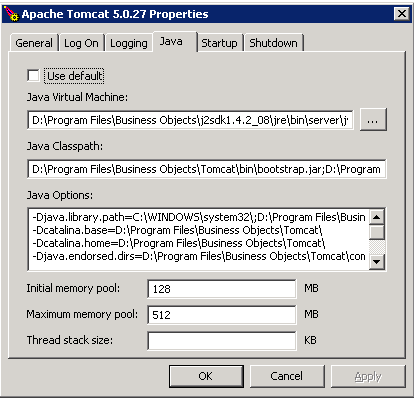 Apache Tomcat 5.0.27 Properties
General Log On Logging Java Startup Shutdown
Use default
Java Virtual Machine:
D:\Program Files\Business Objects\j2sdk1.4.2_08\jre\bin\server\j
...
Java Classpath:
D:\Program Files\Business Objects\Tomcat\bin\bootstrap.jar;D:\Program
Java Options:
-Djava.library.path=C:\WINDOWS\system32\;D:\Program Files\Busin
-Dcatalina.base=D:\Program Files\Business Objects\Tomcat\
-Dcatalina.home=D:\Program Files\Business Objects\Tomcat\
-Djava.endorsed.dirs=D:\Program Files\Business Objects\Tomcat\con
Initial memory pool: 128 MB
Maximum memory pool: 512 MB
Thread stack size: KB
OK Cancel Apply